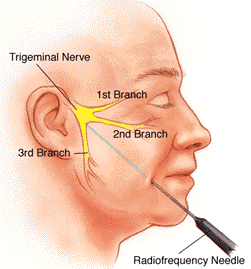 Trigeminal Nerve
1st Branch
2nd Branch
3rd Branch
Radiofrequency Needle